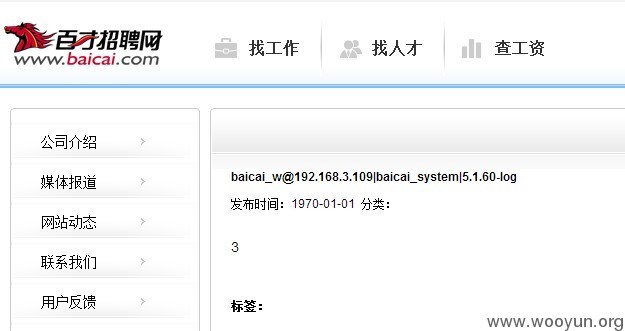 百才招聘网
www.baicai.com
找工作
找人才
查工资
公司介绍
媒体报道
网站动态
联系我们
用户反馈
baicai_w@192.168.3.109|baicai_system|5.1.60-log
发布时间：1970-01-01 分类：
3
标签：
www.wooyun.org